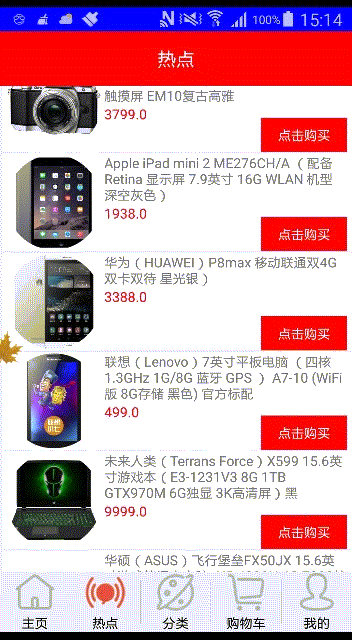 100% 15:14
热点
触摸屏 EM10复古高雅
3799.0
点击购买
Apple iPad mini 2 ME276CH/A （配备
Retina 显示屏 7.9英寸 16G WLAN 机型
深空灰色）
1938.0
点击购买
华为（HUAWEI）P8max 移动联通双4G
双卡双待 星光银）
3388.0
点击购买
联想（Lenovo）7英寸平板电脑 （四核
1.3GHz 1G/8G 蓝牙 GPS ） A7-10 (WiFi
版 8G存储 黑色) 官方标配
499.0
点击购买
未来人类（Terrans Force）X599 15.6英
寸游戏本（E3-1231V3 8G 1TB
GTX970M 6G独显 3K高清屏）黑
9999.0
点击购买
华硕（ASUS）飞行堡垒FX50JX 15.6英
主页 热点 分类 购物车 我的